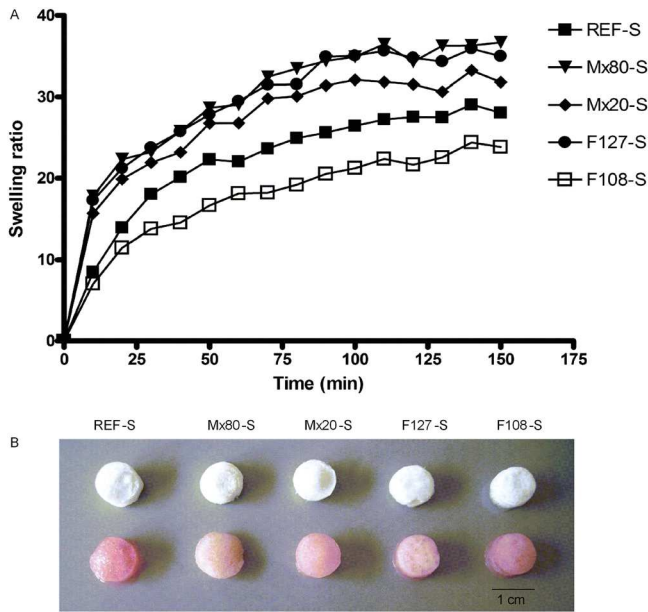 A
40
30
20
10
0
Swelling ratio
0 25 50 75 100 125 150 175
Time (min)
REF-S
Mx80-S
Mx20-S
F127-S
F108-S
B
REF-S Mx80-S Mx20-S F127-S F108-S
1 cm